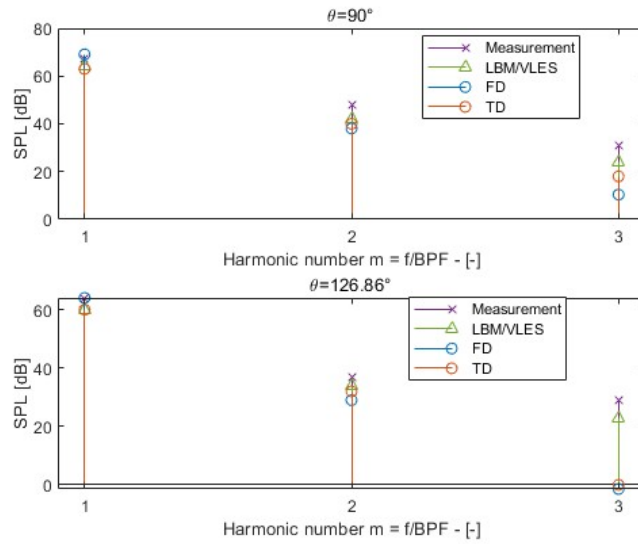 θ=90°
80
60
40
20
0
SPL [dB]
Measurement
LBM/VLES
FD
TD
1 2 3
Harmonic number m = f/BPF - [-]
θ=126.86°
60
40
20
0
SPL [dB]
Measurement
LBM/VLES
FD
TD
1 2 3
Harmonic number m = f/BPF - [-]